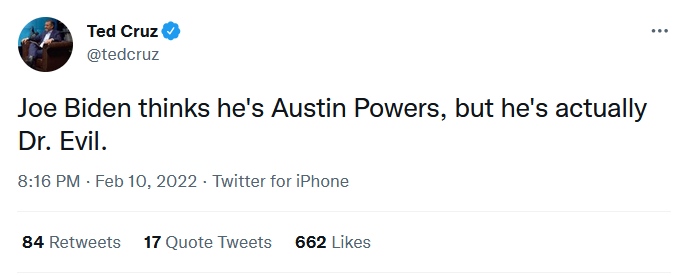 Ted Cruz
@tedcruz
Joe Biden thinks he's Austin Powers, but he's actually
Dr. Evil.
8:16 PM · Feb 10, 2022 · Twitter for iPhone
84 Retweets 17 Quote Tweets 662 Likes